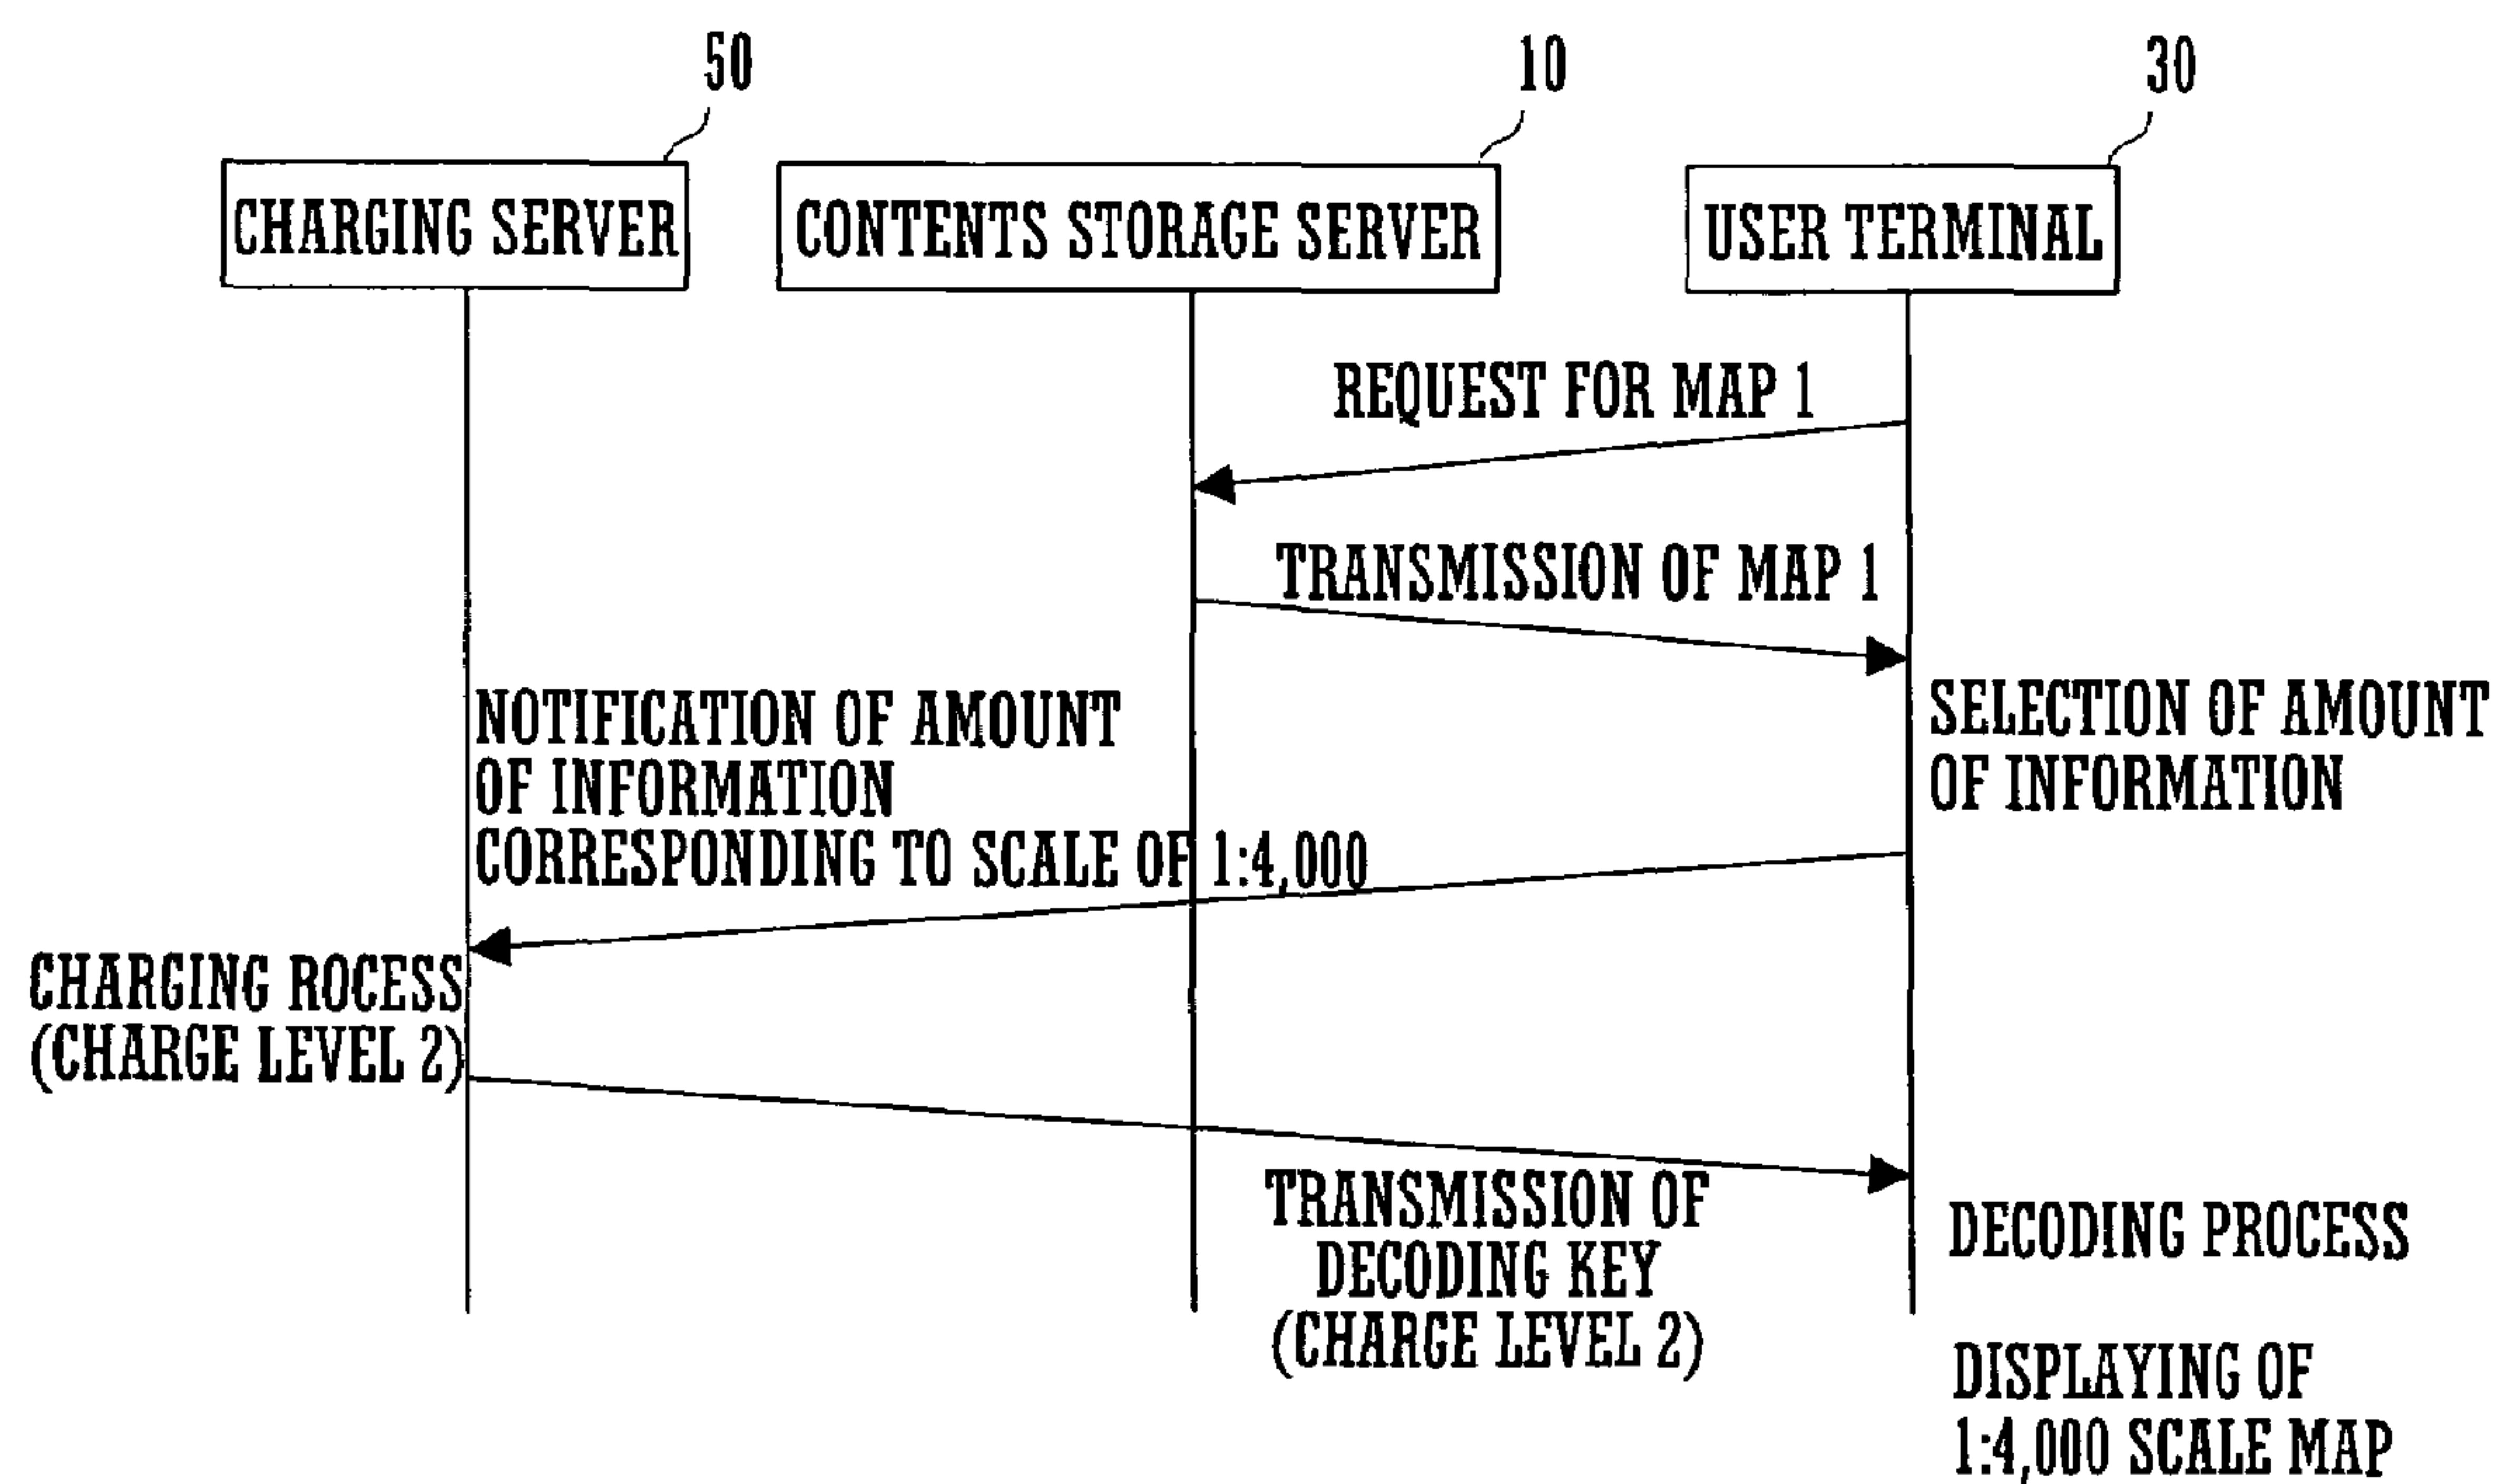 50
10
30
CHARGING SERVER
CONTENTS STORAGE SERVER
USER TERMINAL
REQUEST FOR MAP 1
TRANSMISSION OF MAP 1
NOTIFICATION OF AMOUNT
OF INFORMATION
CORRESPONDING TO SCALE OF 1:4,000
SELECTION OF AMOUNT
OF INFORMATION
CHARGING ROCESS
(CHARGE LEVEL 2)
TRANSMISSION OF
DECODING KEY
(CHARGE LEVEL 2)
DECODING PROCESS
DISPLAYING OF
1:4,000 SCALE MAP